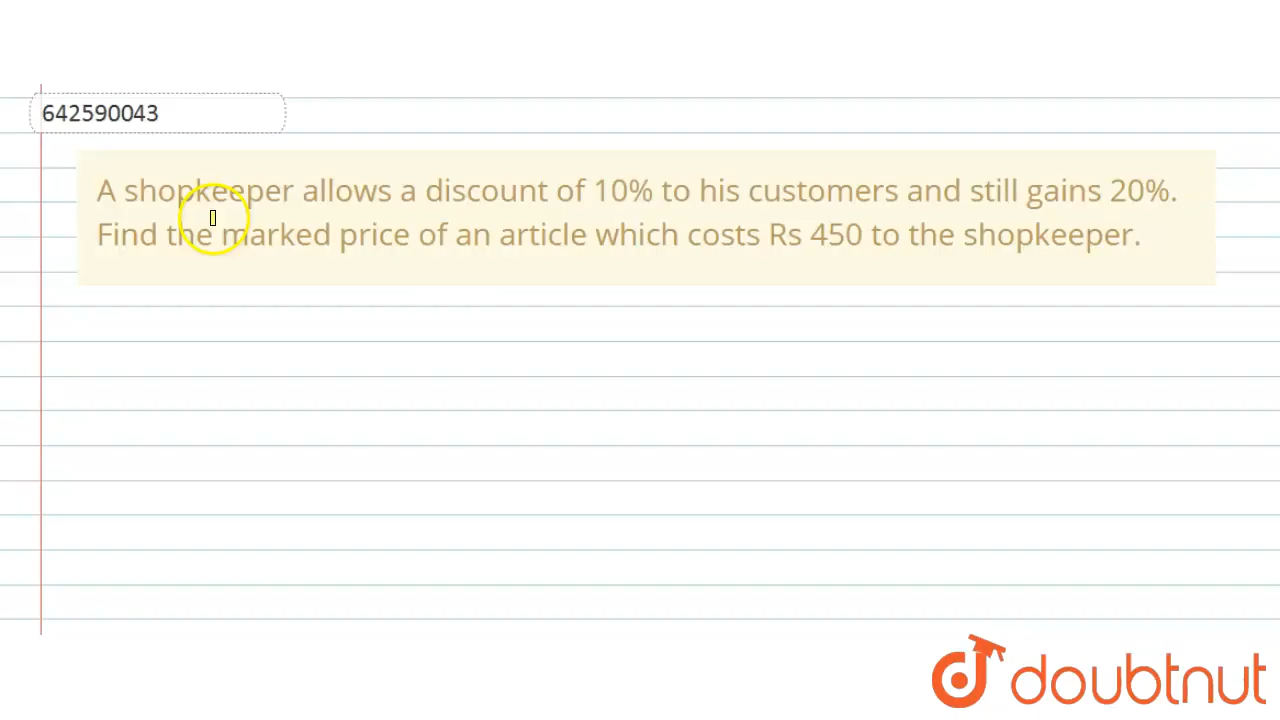 642590043
A shopkeeper allows a discount of 10% to his customers and still gains 20%.
Find the marked price of an article which costs Rs 450 to the shopkeeper.
doubtnut